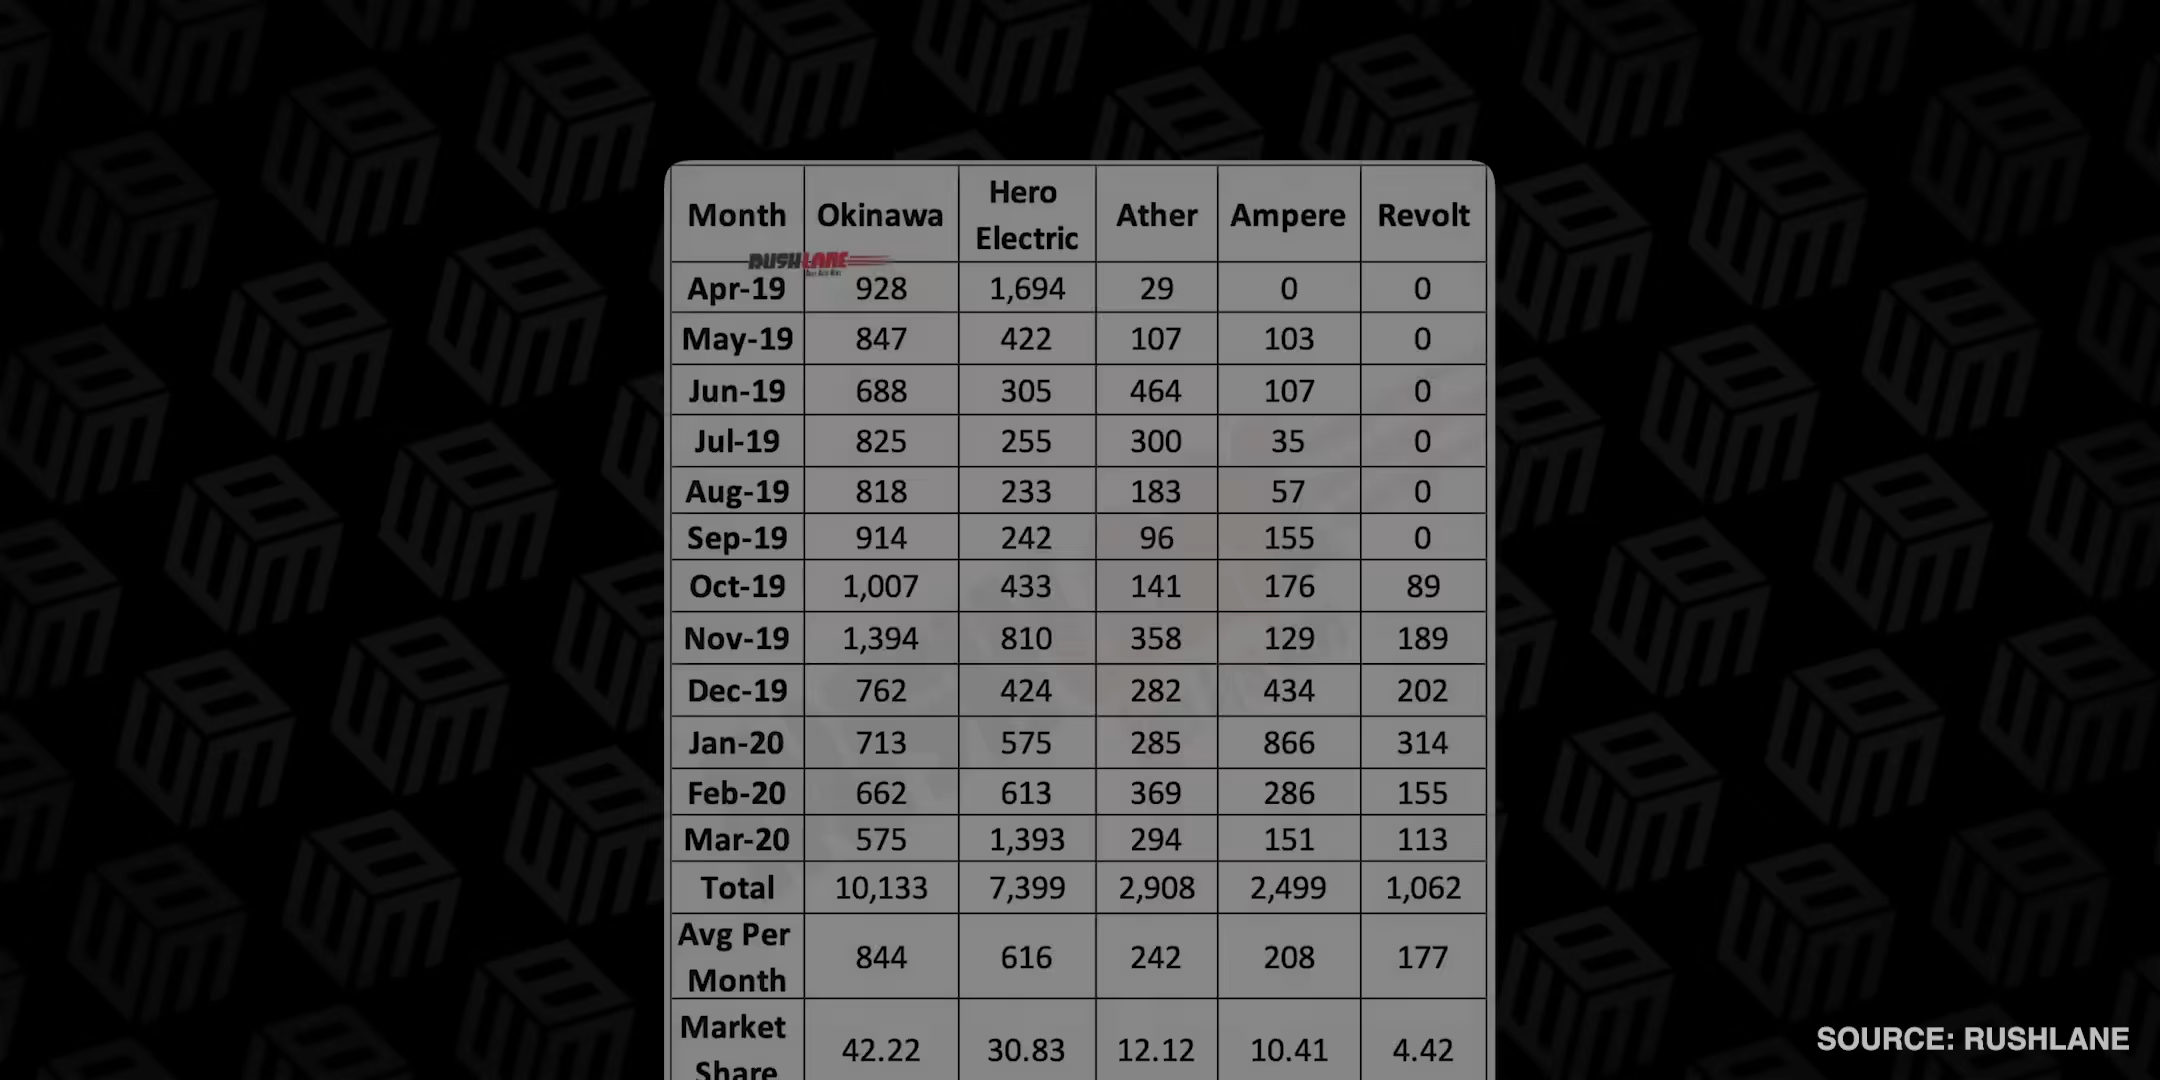 Month Okinawa Hero Electric Ather Ampere Revolt
RUSHLANE
Apr-19 928 1,694 29 0 0
May-19 847 422 107 103 0
Jun-19 688 305 464 107 0
Jul-19 825 255 300 35 0
Aug-19 818 233 183 57 0
Sep-19 914 242 96 155 0
Oct-19 1,007 433 141 176 89
Nov-19 1,394 810 358 129 189
Dec-19 762 424 282 434 202
Jan-20 713 575 285 866 314
Feb-20 662 613 369 286 155
Mar-20 575 1,393 294 151 113
Total 10,133 7,399 2,908 2,499 1,062
Avg Per Month 844 616 242 208 177
Market Share 42.22 30.83 12.12 10.41 4.42
SOURCE: RUSHLANE